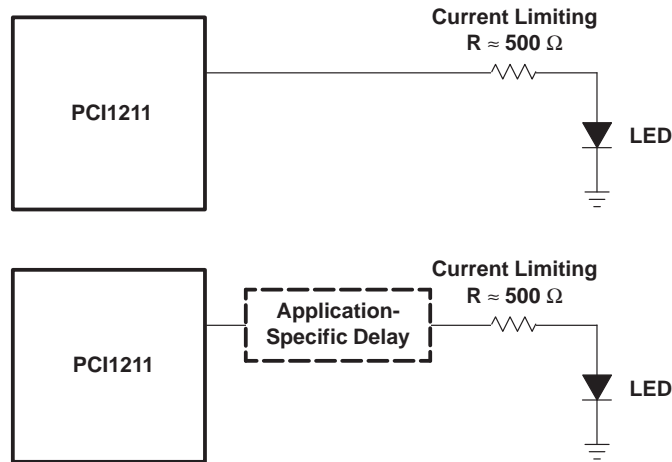 Current Limiting
R ≈ 500 Ω
PCI1211
LED
Current Limiting
R ≈ 500 Ω
Application-
Specific Delay
PCI1211
LED